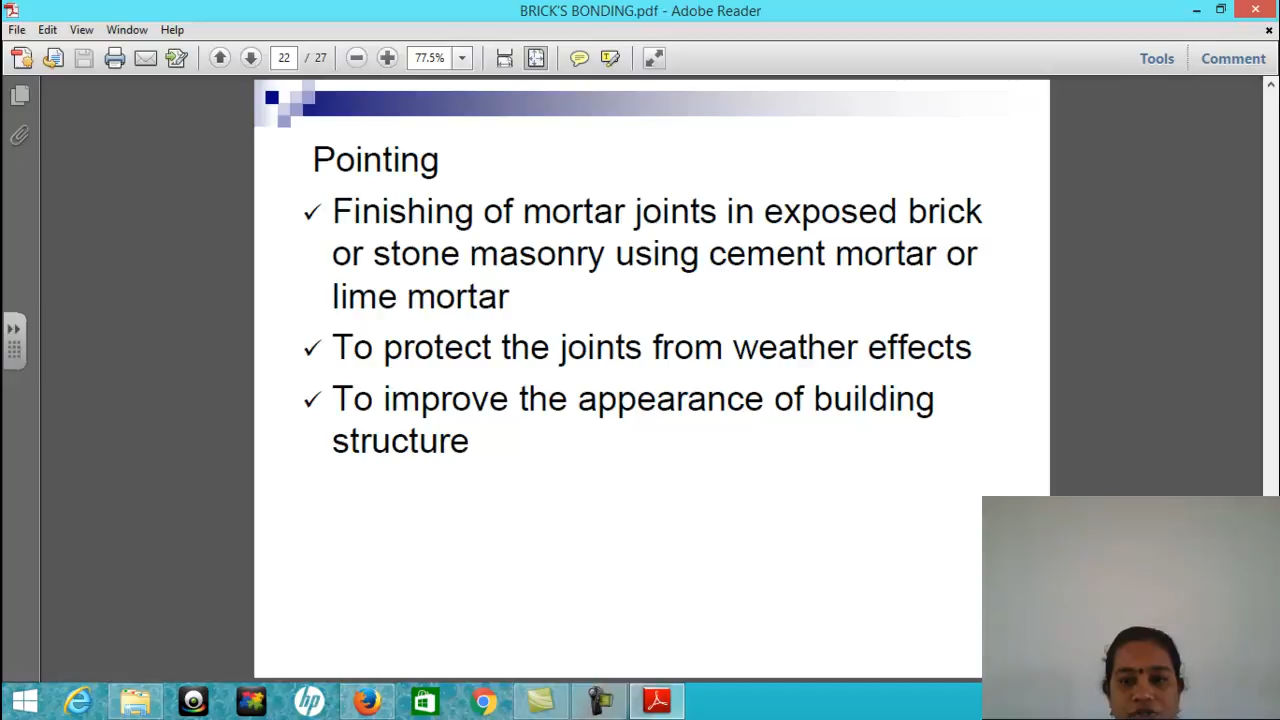 BRICK'S BONDING.pdf - Adobe Reader
File Edit View Window Help
22 / 27
77.5%
Tools
Comment
Pointing
✓ Finishing of mortar joints in exposed brick
or stone masonry using cement mortar or
lime mortar
✓ To protect the joints from weather effects
✓ To improve the appearance of building
structure
hp